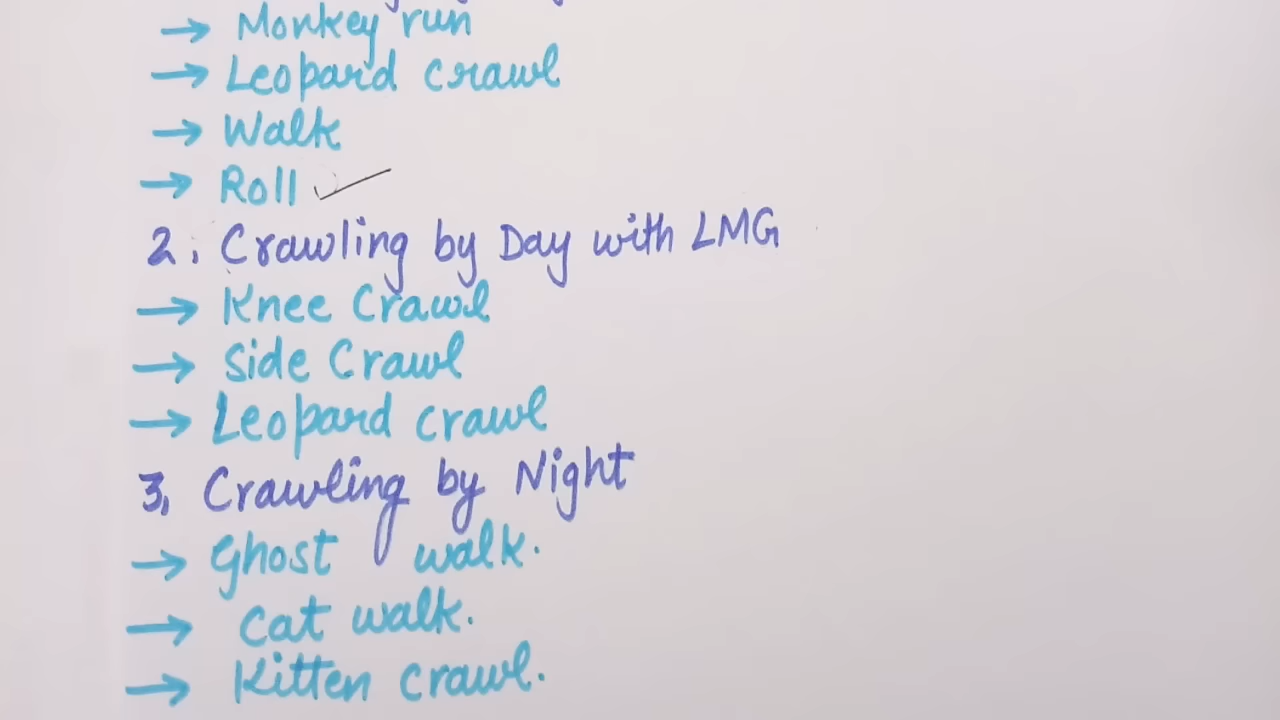 → Monkey run
→ Leopard crawl
→ Walk
→ Roll ✓
2. Crawling by Day with LMG
→ Knee Crawl
→ Side Crawl
→ Leopard crawl
3. Crawling by Night
→ Ghost walk.
→ Cat walk.
→ Kitten crawl.